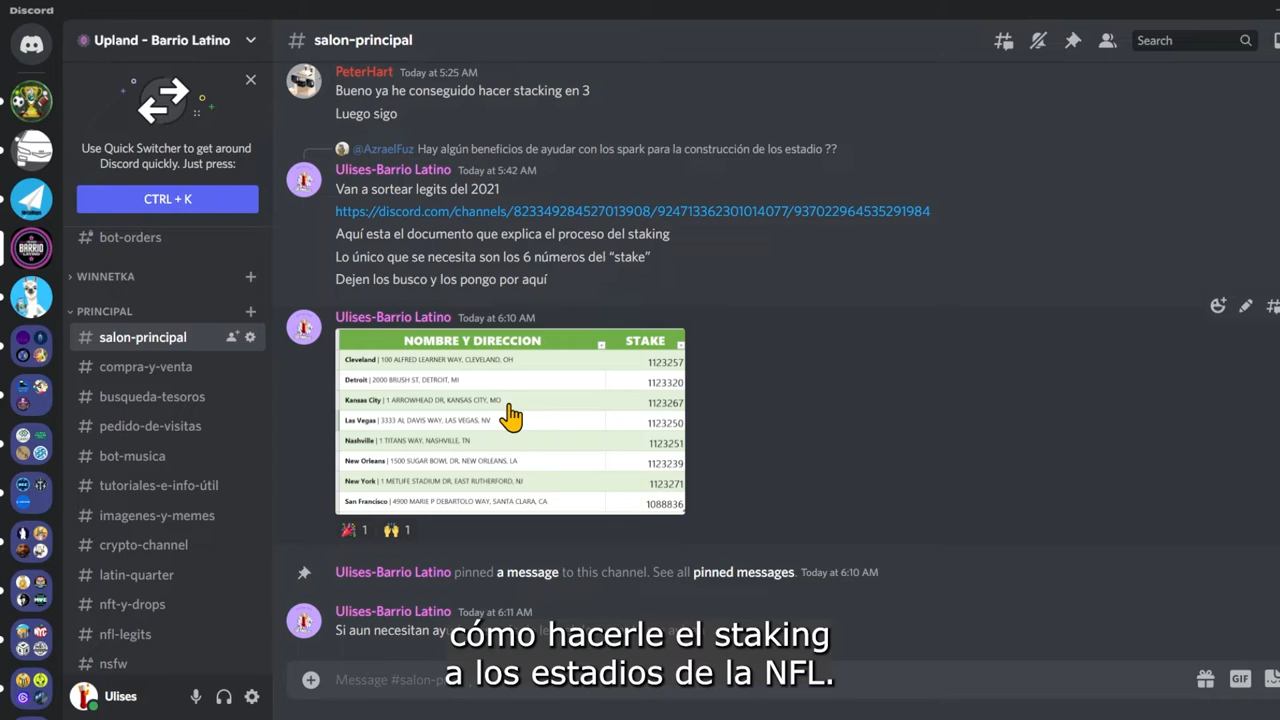 Discord
Upland – Barrio Latino
salon-principal
Search
Use Quick Switcher to get around
Discord quickly. Just press:
CTRL + K
bot-orders
WINNETKA
PRINCIPAL
salon-principal
compra-y-venta
busqueda-tesoros
pedido-de-visitas
bot-musica
tutoriales-e-info-útil
imagenes-y-memes
crypto-channel
latin-quarter
nft-y-drops
nfl-legits
nsfw
Ulises
PeterHart Today at 5:25 AM
Bueno ya he conseguido hacer stacking en 3
Luego sigo
@AzraelFuz Hay algún beneficios de ayudar con los spark para la construcción de los estadio ??
Ulises-Barrio Latino Today at 5:42 AM
Van a sortear legits del 2021
https://discord.com/channels/823349284527013908/924713362301014077/937022964535291984
Aquí esta el documento que explica el proceso del staking
Lo único que se necesita son los 6 números del “stake”
Dejen los busco y los pongo por aquí
Ulises-Barrio Latino Today at 6:10 AM
NOMBRE Y DIRECCION STAKE
Cleveland | 100 ALFRED LEARNER WAY, CLEVELAND, OH 1123257
Detroit | 2000 BRUSH ST, DETROIT, MI 1123320
Kansas City | 1 ARROWHEAD DR, KANSAS CITY, MO 1123267
Las Vegas | 3333 AL DAVIS WAY, LAS VEGAS, NV 1123250
Nashville | 1 TITANS WAY, NASHVILLE, TN 1123251
New Orleans | 1500 SUGAR BOWL DR, NEW ORLEANS, LA 1123239
New York | 1 METLIFE STADIUM DR, EAST RUTHERFORD, NJ 1123271
San Francisco | 4900 MARIE P DEBARTOLO WAY, SANTA CLARA, CA 1088836
1 1
Ulises-Barrio Latino pinned a message to this channel. See all pinned messages. Today at 6:10 AM
Ulises-Barrio Latino Today at 6:11 AM
Si aun necesitan
Message #salon-p
GIF
cómo hacerle el staking
a los estadios de la NFL.